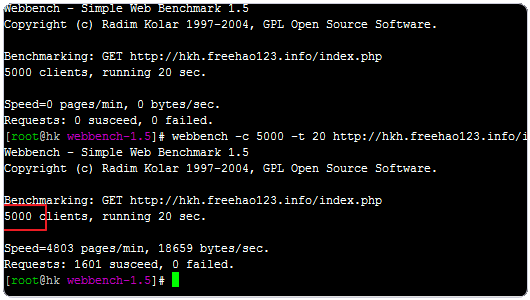 Webbench - Simple Web Benchmark 1.5
Copyright (c) Radim Kolar 1997-2004, GPL Open Source Software.
Benchmarking: GET http://hkh.freehao123.info/index.php
5000 clients, running 20 sec.
Speed=0 pages/min, 0 bytes/sec.
Requests: 0 susceed, 0 failed.
[root@hk webbench-1.5]# webbench -c 5000 -t 20 http://hkh.freehao123.info/i
Webbench - Simple Web Benchmark 1.5
Copyright (c) Radim Kolar 1997-2004, GPL Open Source Software.
Benchmarking: GET http://hkh.freehao123.info/index.php
5000 clients, running 20 sec.
Speed=4803 pages/min, 18659 bytes/sec.
Requests: 1601 susceed, 0 failed.
[root@hk webbench-1.5]#